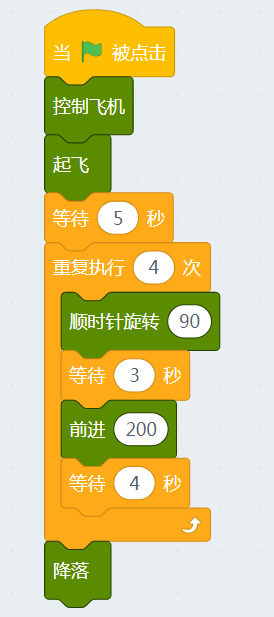 当 被点击
控制飞机
起飞
等待 5 秒
重复执行 4 次
顺时针旋转 90
等待 3 秒
前进 200
等待 4 秒
降落